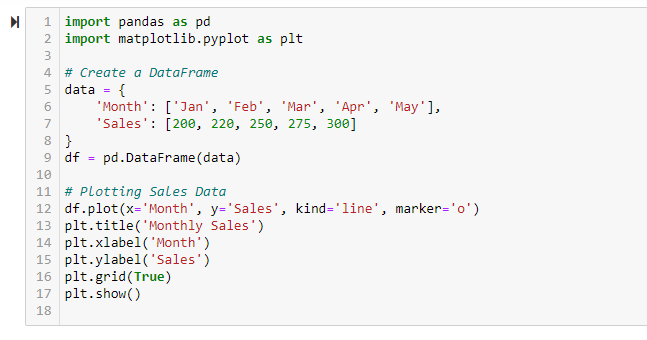 1 import pandas as pd
2 import matplotlib.pyplot as plt
3
4 # Create a DataFrame
5 data = {
6     'Month': ['Jan', 'Feb', 'Mar', 'Apr', 'May'],
7     'Sales': [200, 220, 250, 275, 300]
8 }
9 df = pd.DataFrame(data)
10
11 # Plotting Sales Data
12 df.plot(x='Month', y='Sales', kind='line', marker='o')
13 plt.title('Monthly Sales')
14 plt.xlabel('Month')
15 plt.ylabel('Sales')
16 plt.grid(True)
17 plt.show()
18